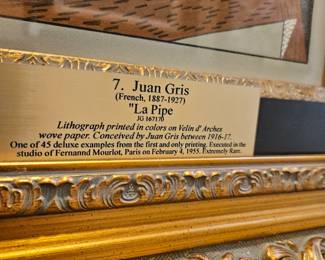 7. Juan Gris
(French, 1887-1927)
"La Pipe
JG 167170
Lithograph printed in colors on Velin d' Arches
wove paper. Conceived by Juan Gris between 1916-17.
One of 45 deluxe examples from the first and only printing. Executed in the
studio of Fernannd Mourlot, Paris on February 4, 1955. Extremely Rare.